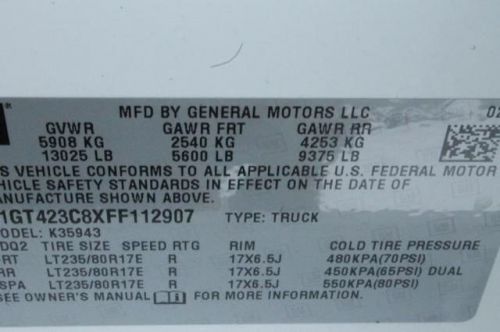 MFD BY GENERAL MOTORS LLC 02
GVWR GAWR FRT GAWR RR
5908 KG 2540 KG 4253 KG
13025 LB 5600 LB 9375 LB
VEHICLE CONFORMS TO ALL APPLICABLE U.S. FEDERAL MOTOR
VEHICLE SAFETY STANDARDS IN EFFECT ON THE DATE OF
MANUFACTURE SHOWN ABOVE.
1GT423C8XFF112907 TYPE: TRUCK
MODEL: K35943
DQ2 TIRE SIZE SPEED RTG RIM COLD TIRE PRESSURE
RT LT235/80R17E R 17X6.5J 480KPA(70PSI)
RR LT235/80R17E R 17X6.5J 450KPA(65PSI) DUAL
SPA LT235/80R17E R 17X6.5J 550KPA(80PSI)
SEE OWNER'S MANUAL FOR MORE INFORMATION.